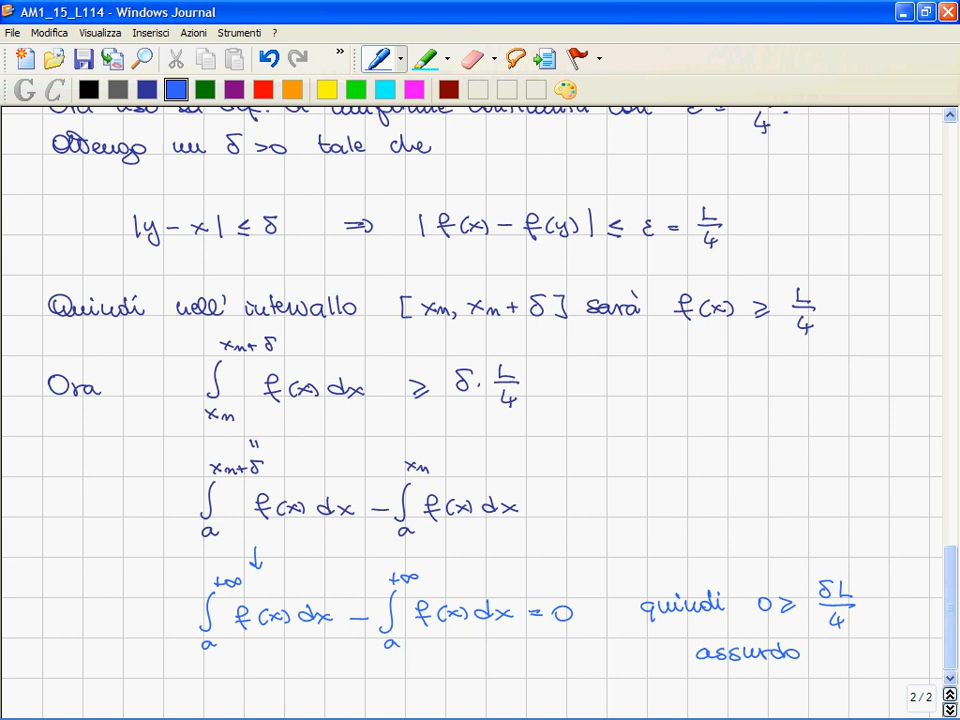 AM1_15_L114 - Windows Journal
File Modifica Visualizza Inserisci Azioni Strumenti ?
ε = 4.
Ottengo un δ > 0 tale che
|y - x| ≤ δ ⇒ |f(x) - f(y)| ≤ ε = L/4
Quindi nell'intervallo [xn, xn + δ] sarà f(x) ≥ L/4
Ora ∫_{xn}^{xn+δ} f(x) dx ≥ δ · L/4
"
∫_a^{xn+δ} f(x) dx - ∫_a^{xn} f(x) dx
↓
∫_a^{+∞} f(x) dx - ∫_a^{+∞} f(x) dx = 0 quindi 0 ≥ δL/4
assurdo
2 / 2